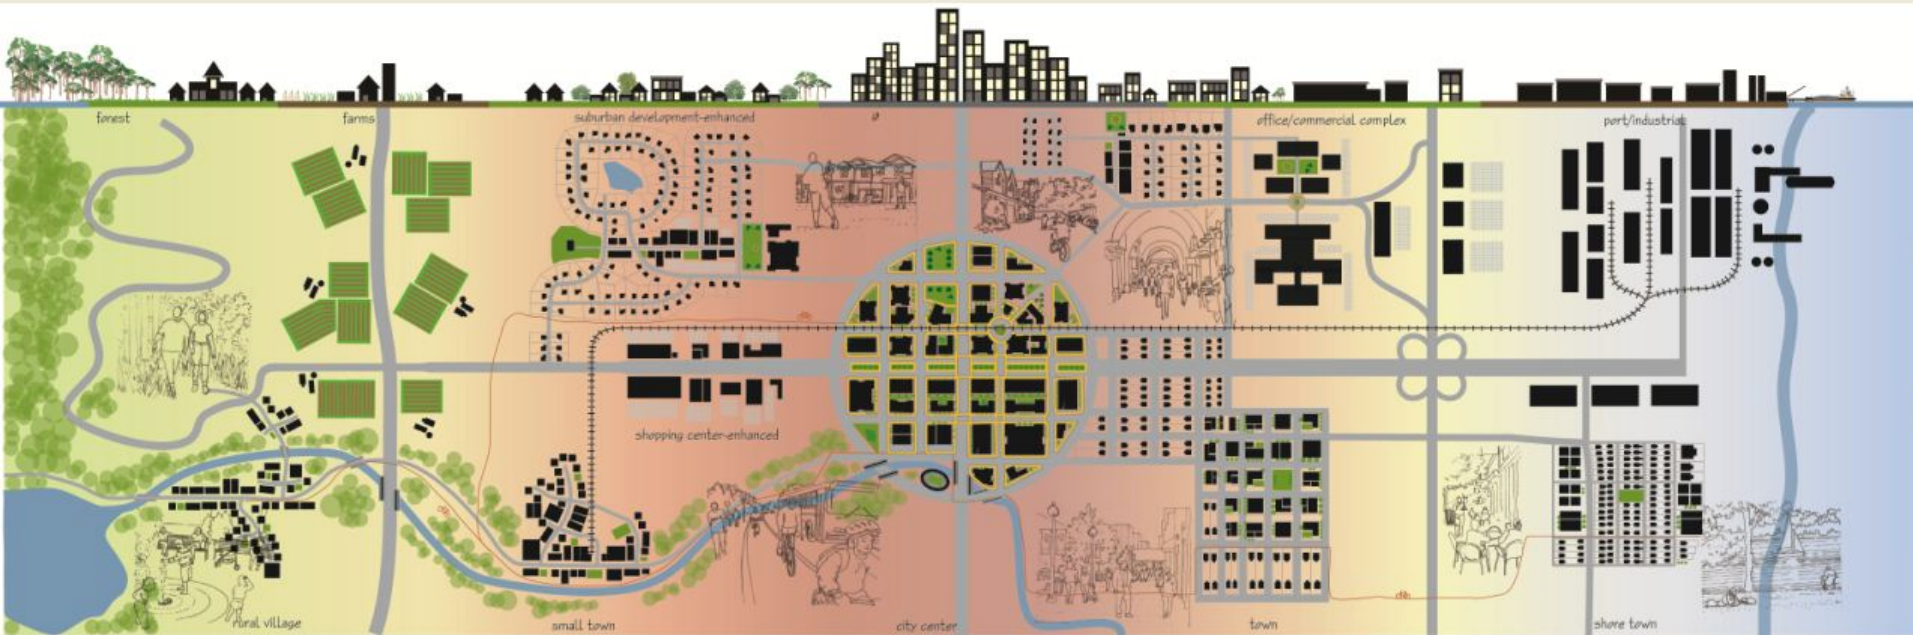 forest
farms
suburban development-enhanced
office/commercial complex
port/industrial
shopping center-enhanced
rural village
small town
city center
town
shore town